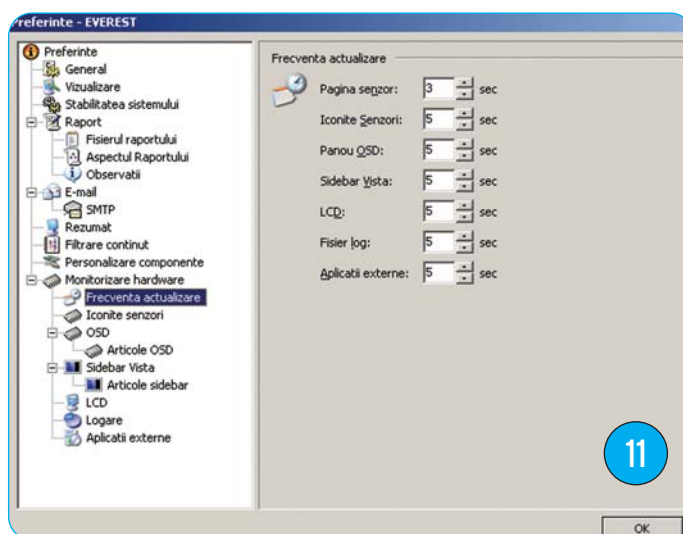 Preferinte - EVEREST
Preferinte
General
Vizualizare
Stabilitatea sistemului
Raport
Fisierul raportului
Aspectul Raportului
Observatii
E-mail
SMTP
Rezumat
Filtrare continut
Personalizare componente
Monitorizare hardware
Frecventa actualizare
Iconite senzori
OSD
Articole OSD
Sidebar Vista
Articole sidebar
LCD
Logare
Aplicatii externe
Frecventa actualizare
Pagina senzor: 3 sec
Iconite Senzori: 5 sec
Panou OSD: 5 sec
Sidebar Vista: 5 sec
LCD: 5 sec
Fisier log: 5 sec
Aplicatii externe: 5 sec
11
OK